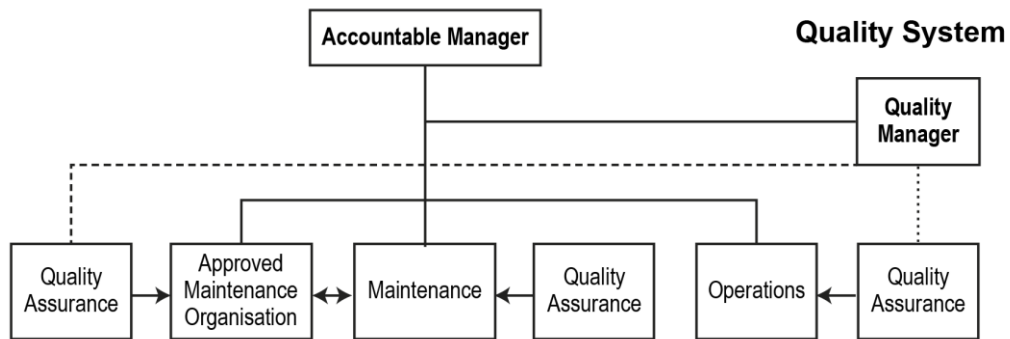 Accountable Manager
Quality System
Quality
Manager
Quality
Assurance
Approved
Maintenance
Organisation
Maintenance
Quality
Assurance
Operations
Quality
Assurance